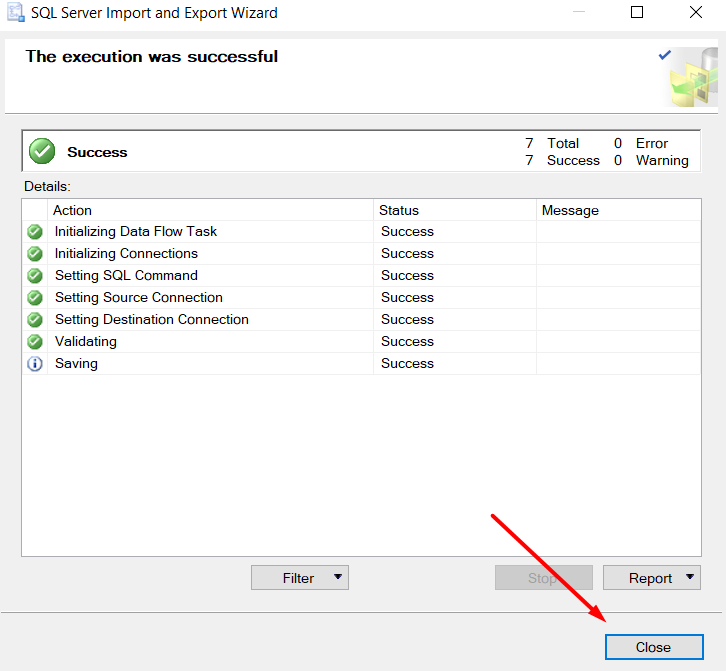 SQL Server Import and Export Wizard
The execution was successful
Success
7 Total 0 Error
7 Success 0 Warning
Details:
Action Status Message
Initializing Data Flow Task Success
Initializing Connections Success
Setting SQL Command Success
Setting Source Connection Success
Setting Destination Connection Success
Validating Success
Saving Success
Filter Stop Report
Close